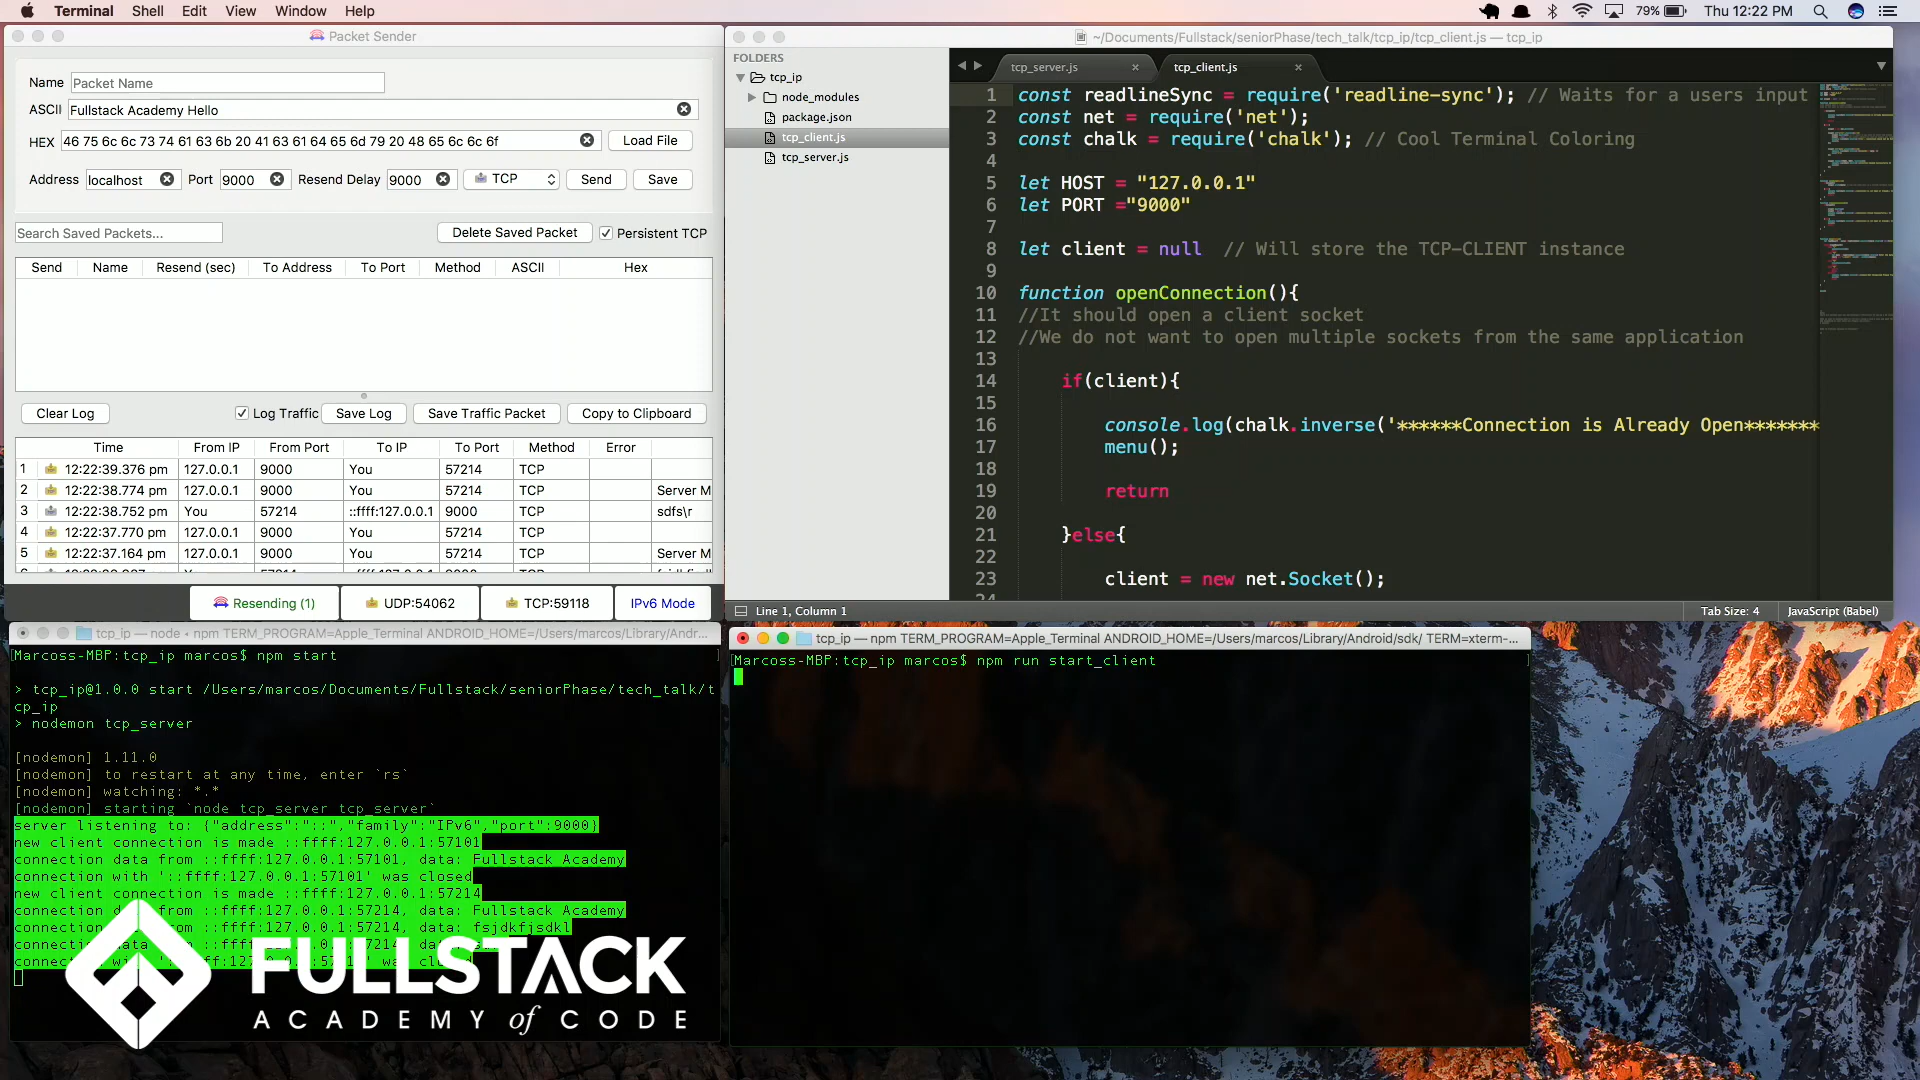 Terminal Shell Edit View Window Help
79% Thu 12:22 PM
Packet Sender
Name Packet Name
ASCII Fullstack Academy Hello
HEX 46 75 6c 6c 73 74 61 63 6b 20 41 63 61 64 65 6d 79 20 48 65 6c 6c 6f Load File
Address localhost Port 9000 Resend Delay 9000 TCP Send Save
Search Saved Packets... Delete Saved Packet Persistent TCP
Send Name Resend (sec) To Address To Port Method ASCII Hex
Clear Log Log Traffic Save Log Save Traffic Packet Copy to Clipboard
Time From IP From Port To IP To Port Method Error
1 12:22:39.376 pm 127.0.0.1 9000 You 57214 TCP
2 12:22:38.774 pm 127.0.0.1 9000 You 57214 TCP Server M
3 12:22:38.752 pm You 57214 ::ffff:127.0.0.1 9000 TCP sdfs\r
4 12:22:37.770 pm 127.0.0.1 9000 You 57214 TCP
5 12:22:37.164 pm 127.0.0.1 9000 You 57214 TCP Server M
Resending (1) UDP:54062 TCP:59118 IPv6 Mode
~/Documents/Fullstack/seniorPhase/tech_talk/tcp_ip/tcp_client.js — tcp_ip
FOLDERS
tcp_ip
node_modules
package.json
tcp_client.js
tcp_server.js
tcp_server.js tcp_client.js
1 const readlineSync = require('readline-sync'); // Waits for a users input
2 const net = require('net');
3 const chalk = require('chalk'); // Cool Terminal Coloring
4
5 let HOST = "127.0.0.1"
6 let PORT ="9000"
7
8 let client = null // Will store the TCP-CLIENT instance
9
10 function openConnection(){
11 //It should open a client socket
12 //We do not want to open multiple sockets from the same application
13
14 if(client){
15
16 console.log(chalk.inverse('******Connection is Already Open*******
17 menu();
18
19 return
20
21 }else{
22
23 client = new net.Socket();
Line 1, Column 1 Tab Size: 4 JavaScript (Babel)
tcp_ip — node • npm TERM_PROGRAM=Apple_Terminal ANDROID_HOME=/Users/marcos/Library/Andr...
[Marcoss-MBP:tcp_ip marcos$ npm start ]
> tcp_ip@1.0.0 start /Users/marcos/Documents/Fullstack/seniorPhase/tech_talk/t
cp_ip
> nodemon tcp_server
[nodemon] 1.11.0
[nodemon] to restart at any time, enter `rs`
[nodemon] watching: *.*
[nodemon] starting `node tcp_server tcp_server`
server listening to: {"address":"::","family":"IPv6","port":9000}
new client connection is made ::ffff:127.0.0.1:57101
connection data from ::ffff:127.0.0.1:57101, data: Fullstack Academy
connection with '::ffff:127.0.0.1:57101' was closed
new client connection is made ::ffff:127.0.0.1:57214
connection from ::ffff:127.0.0.1:57214, data: Fullstack Academy
from ::ffff:127.0.0.1:57214, data: fsjdkfjsdkl
FULLSTACK
ACADEMY of CODE
tcp_ip — npm TERM_PROGRAM=Apple_Terminal ANDROID_HOME=/Users/marcos/Library/Android/sdk/ TERM=xterm-...
[Marcoss-MBP:tcp_ip marcos$ npm run start_client ]